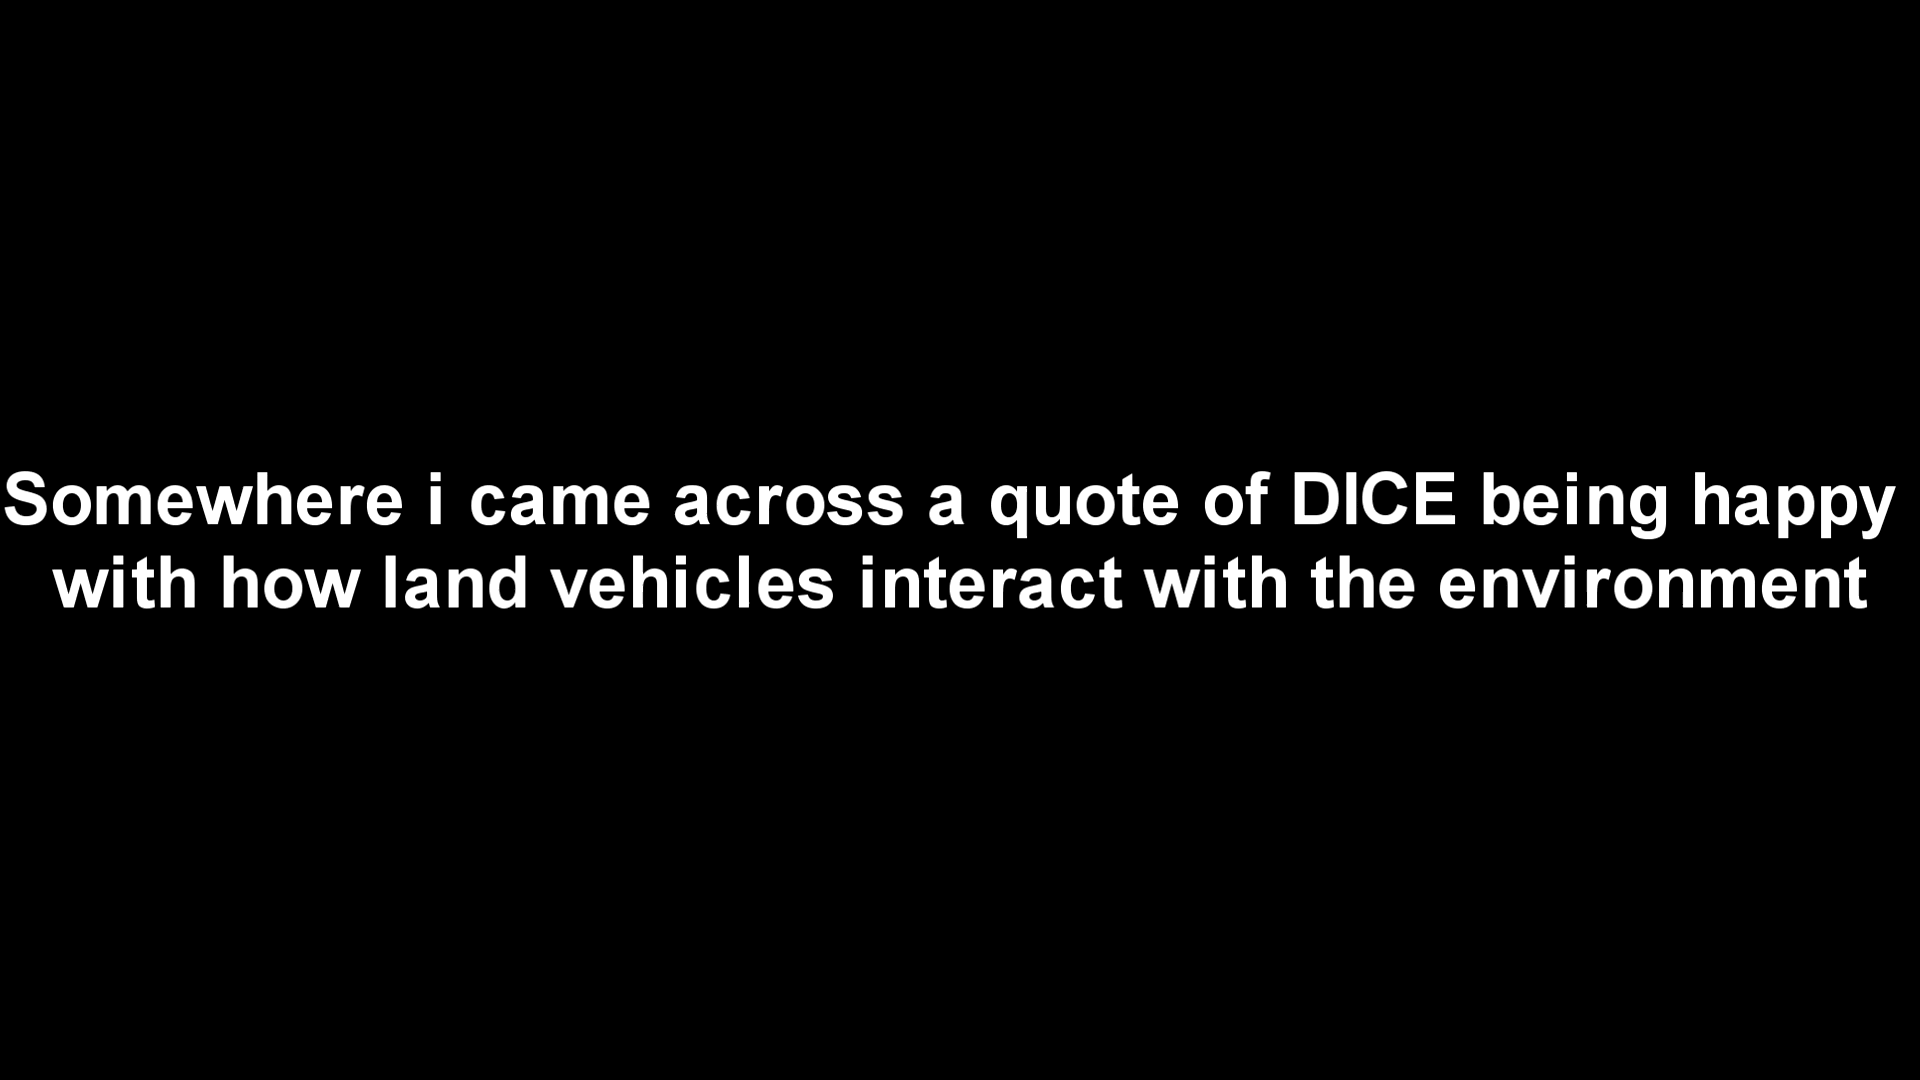 Somewhere i came across a quote of DICE being happy
with how land vehicles interact with the environment